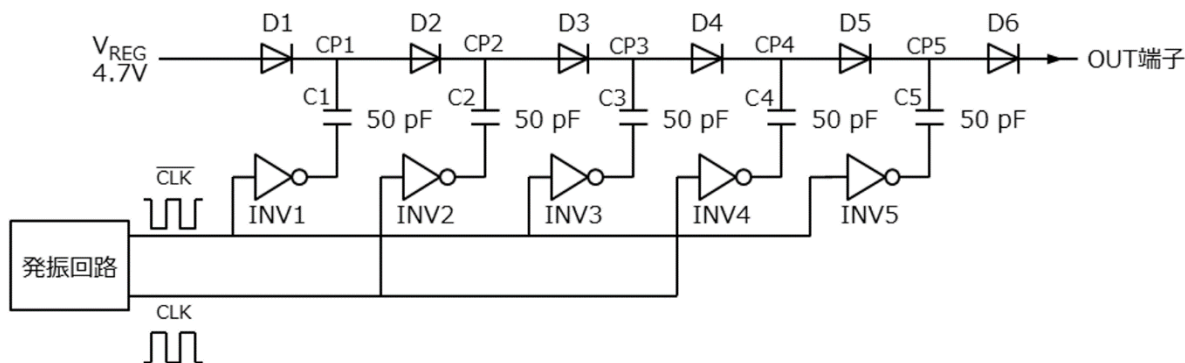 D1
D2
D3
D4
D5
D6
V_REG
4.7V
CP1
CP2
CP3
CP4
CP5
OUT端子
C1
50 pF
C2
50 pF
C3
50 pF
C4
50 pF
C5
50 pF
CLK
INV1
INV2
INV3
INV4
INV5
発振回路
CLK